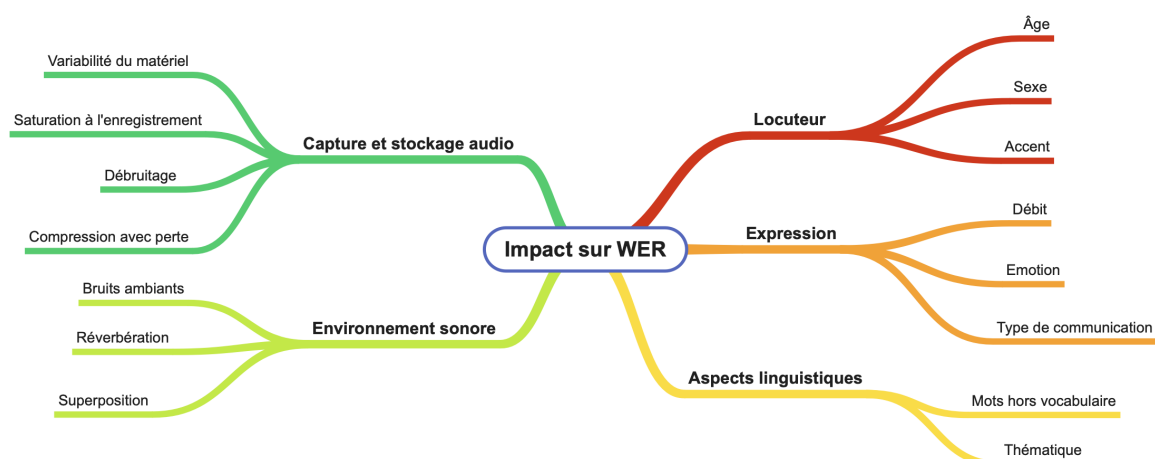 Impact sur WER
Capture et stockage audio
Variabilité du matériel
Saturation à l'enregistrement
Débruitage
Compression avec perte
Environnement sonore
Bruits ambiants
Réverbération
Superposition
Locuteur
Âge
Sexe
Accent
Expression
Débit
Emotion
Type de communication
Aspects linguistiques
Mots hors vocabulaire
Thématique